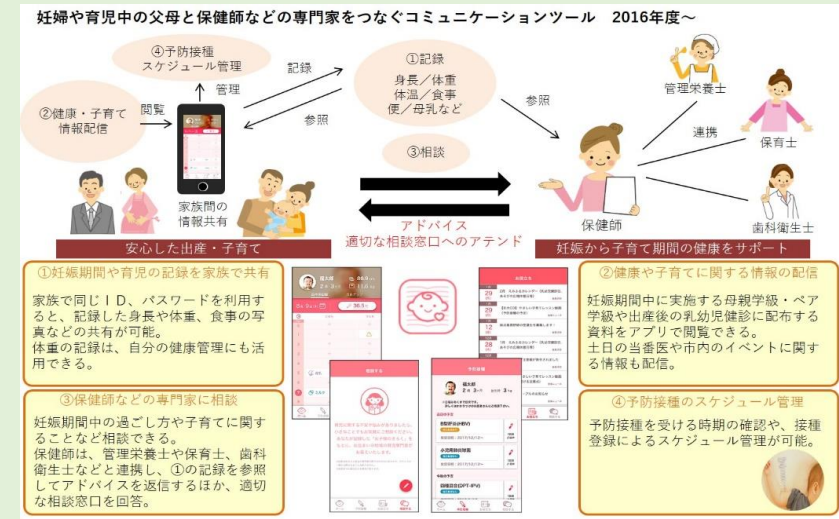 妊婦や育児中の父母と保健師などの専門家をつなぐコミュニケーションツール　2016年度～
④予防接種
スケジュール管理
管理
②健康・子育て
情報配信
閲覧
家族間の
情報共有
記録
参照
①記録
身長／体重
体温／食事
便／母乳など
参照
③相談
アドバイス
適切な相談窓口へのアテンド
管理栄養士
連携
保育士
保健師
歯科衛生士
安心した出産・子育て
妊娠から子育て期間の健康をサポート
①妊娠期間や育児の記録を家族で共有
家族で同じＩＤ、パスワードを利用す
ると、記録した身長や体重、食事の写
真などの共有が可能。
体重の記録は、自分の健康管理にも活
用できる。
③保健師などの専門家に相談
妊娠期間中の過ごし方や子育てに関す
ることなど相談できる。
保健師は、管理栄養士や保育士、歯科
衛生士などと連携し、①の記録を参照
してアドバイスを返信するほか、適切
な相談窓口を回答。
②健康や子育てに関する情報の配信
妊娠期間中に実施する母親学級・ペア
学級や出産後の乳幼児健診に配布する
資料をアプリで閲覧できる。
土日の当番医や市内のイベントに関す
る情報も配信。
④予防接種のスケジュール管理
予防接種を受ける時期の確認や、接種
登録によるスケジュール管理が可能。